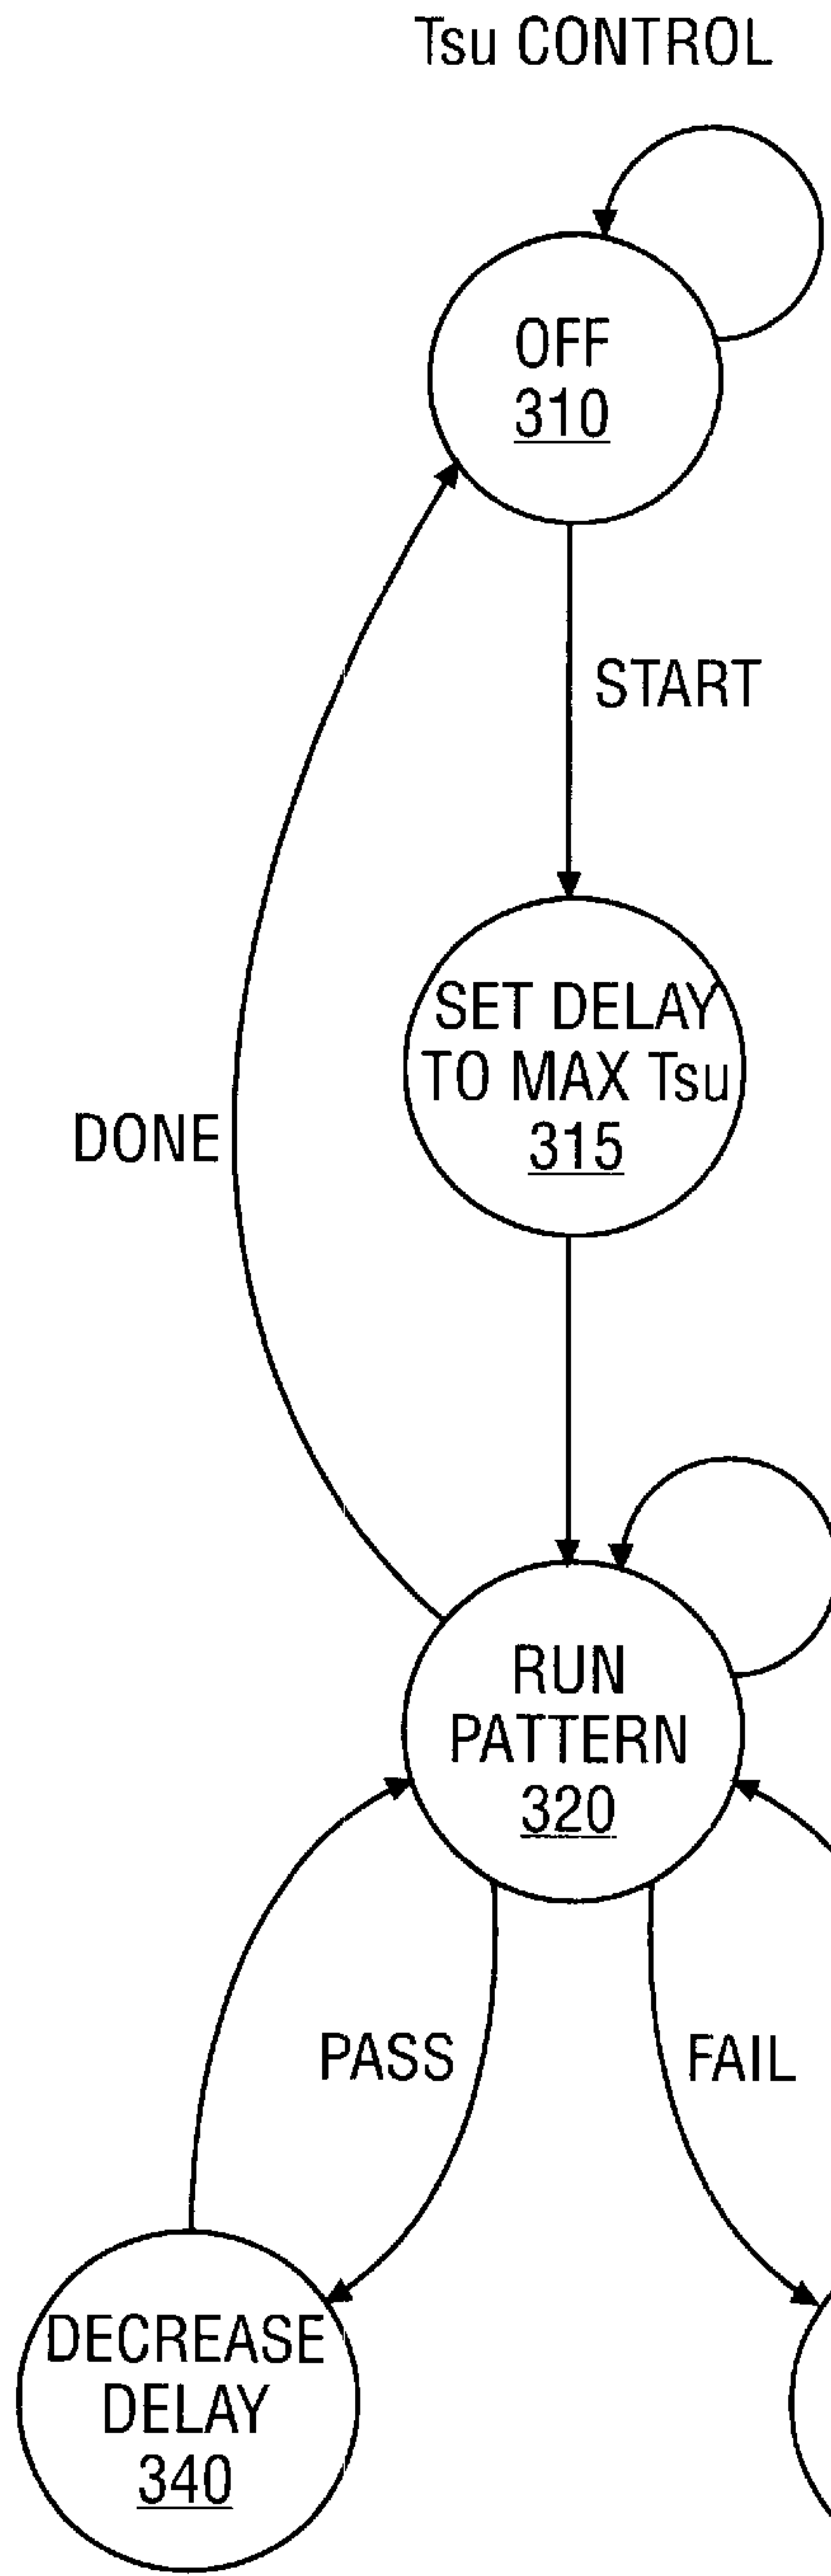 Tsu CONTROL
OFF
310
START
SET DELAY
TO MAX Tsu
315
DONE
RUN
PATTERN
320
PASS
FAIL
DECREASE
DELAY
340